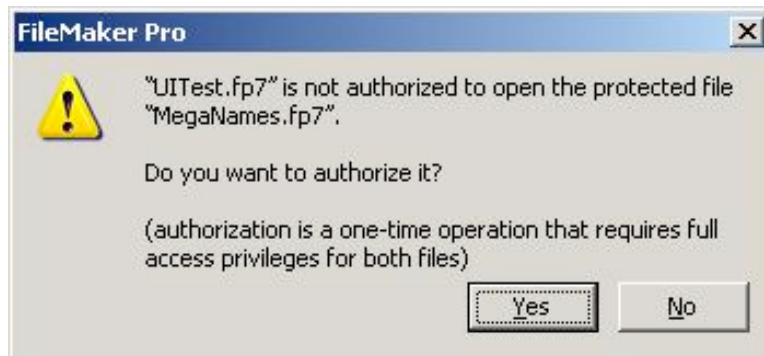 FileMaker Pro
"UITest.fp7" is not authorized to open the protected file
"MegaNames.fp7".
Do you want to authorize it?
(authorization is a one-time operation that requires full
access privileges for both files)
Yes No